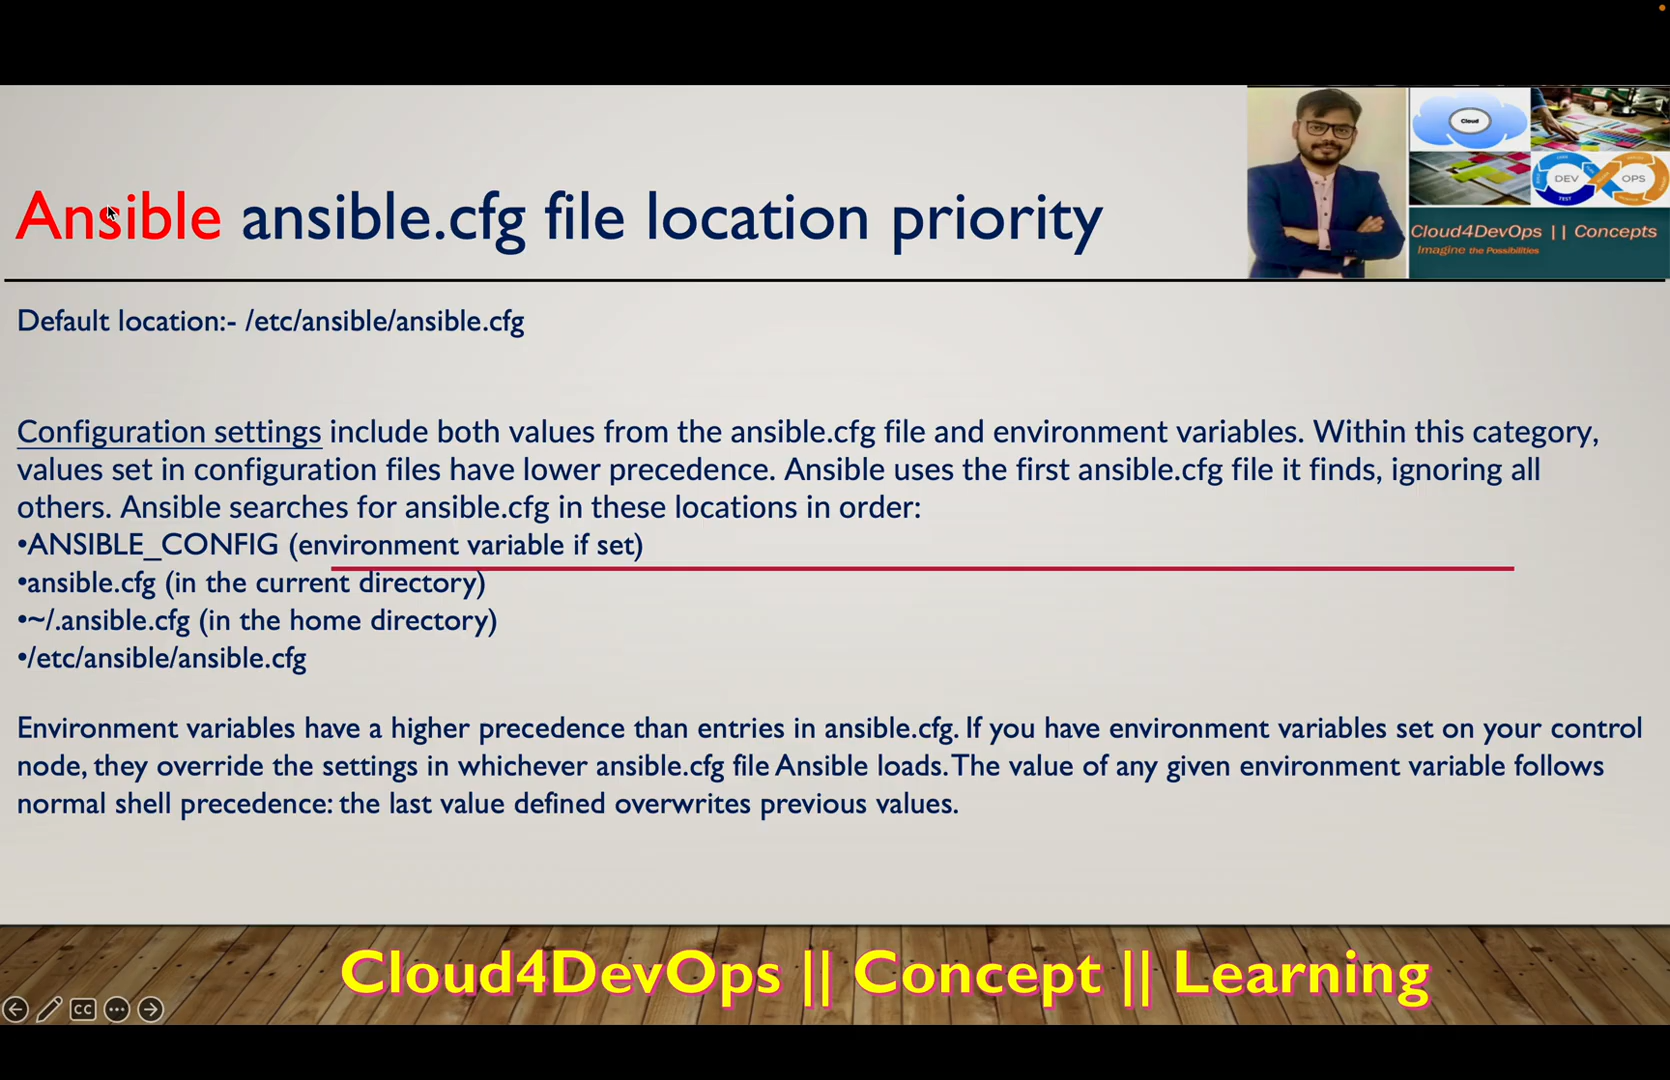 Ansible ansible.cfg file location priority
Cloud
DEV
OPS
TEST
Cloud4DevOps || Concepts
Imagine the Possibilities
Default location:- /etc/ansible/ansible.cfg
Configuration settings include both values from the ansible.cfg file and environment variables. Within this category,
values set in configuration files have lower precedence. Ansible uses the first ansible.cfg file it finds, ignoring all
others. Ansible searches for ansible.cfg in these locations in order:
•ANSIBLE_CONFIG (environment variable if set)
•ansible.cfg (in the current directory)
•~/.ansible.cfg (in the home directory)
•/etc/ansible/ansible.cfg
Environment variables have a higher precedence than entries in ansible.cfg. If you have environment variables set on your control
node, they override the settings in whichever ansible.cfg file Ansible loads. The value of any given environment variable follows
normal shell precedence: the last value defined overwrites previous values.
Cloud4DevOps || Concept || Learning
CC